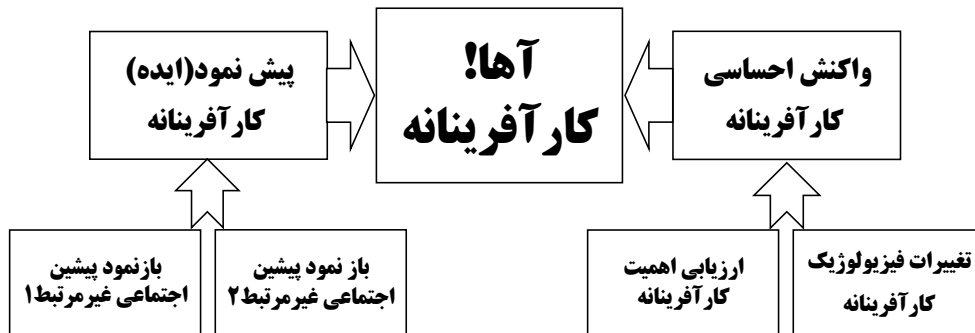 واکنش احساسی
کارآفرینانه
آها!
کارآفرینانه
پیش نمود(ایده)
کارآفرینانه
تغییرات فیزیولوژیک
کارآفرینانه
ارزیابی اهمیت
کارآفرینانه
باز نمود پیشین
اجتماعی غیرمرتبط۲
بازنمود پیشین
اجتماعی غیرمرتبط۱